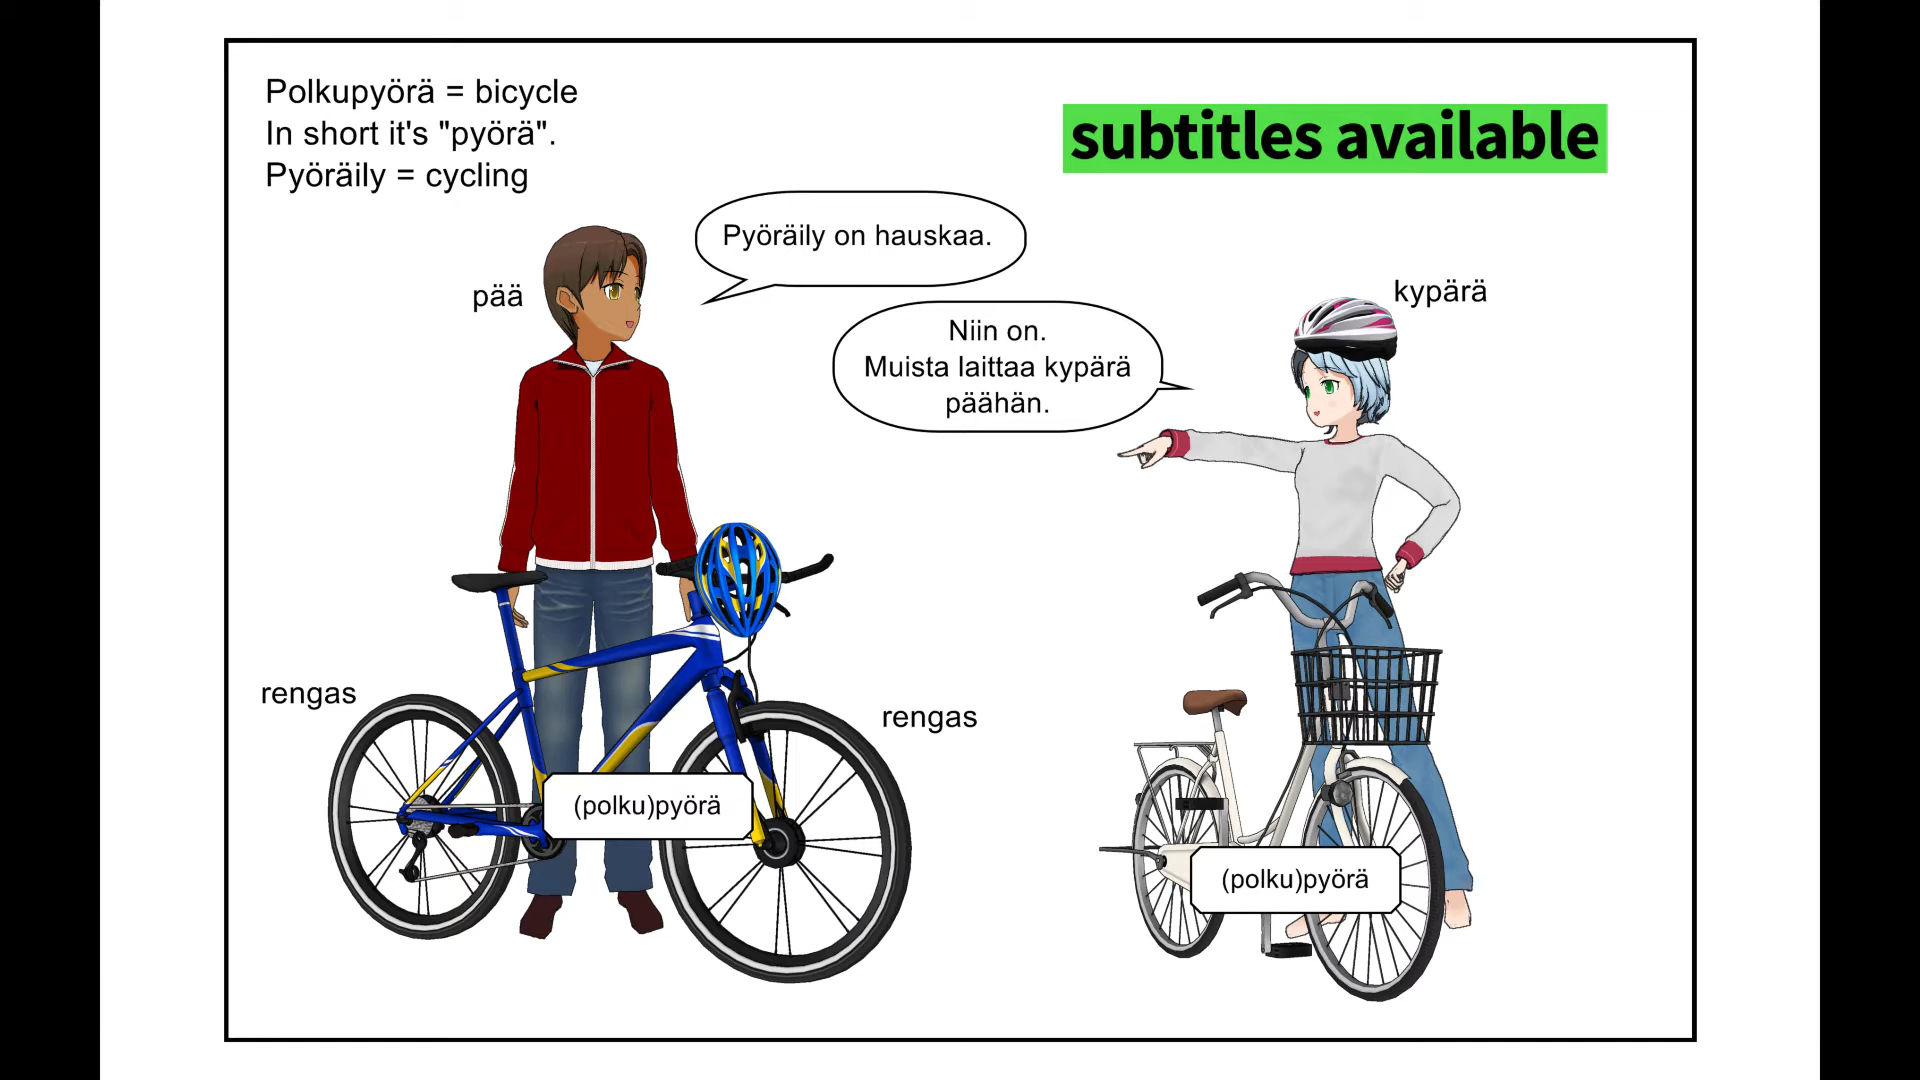 Polkupyörä = bicycle
In short it's "pyörä".
Pyöräily = cycling
subtitles available
Pyöräily on hauskaa.
pää
kypärä
Niin on.
Muista laittaa kypärä
päähän.
rengas
rengas
(polku)pyörä
(polku)pyörä